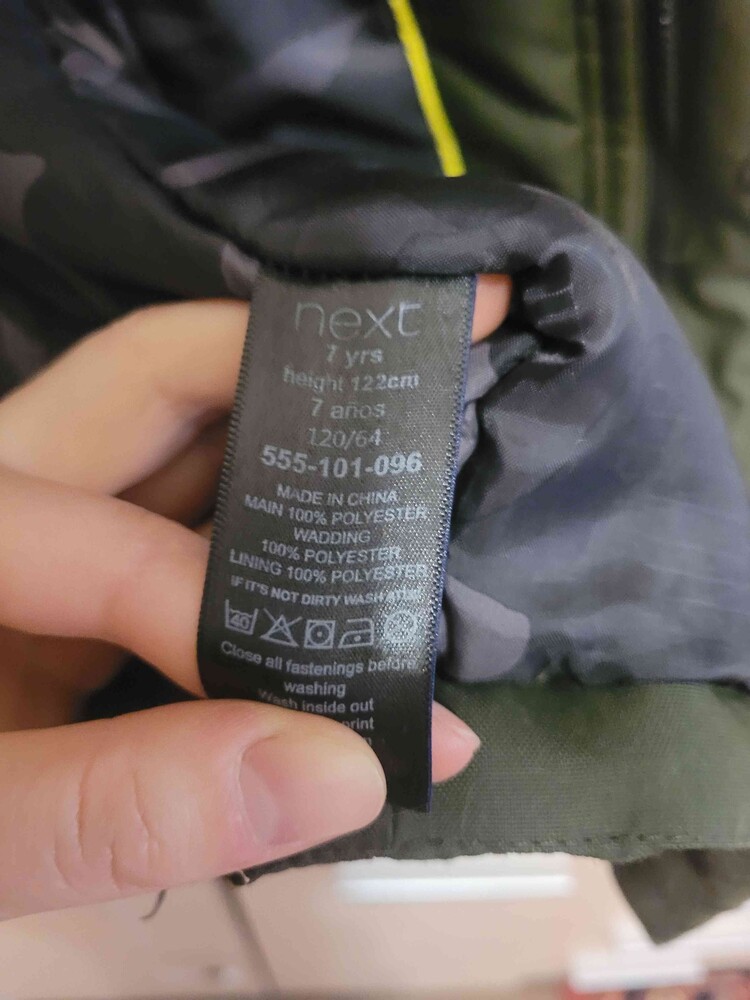 next
7 yrs
height 122cm
7 años
120/64
555-101-096
MADE IN CHINA
MAIN 100% POLYESTER
WADDING
100% POLYESTER
LINING 100% POLYESTER
IF IT'S NOT DIRTY WASH AT
40
Close all fastenings before
washing
Wash inside out
print